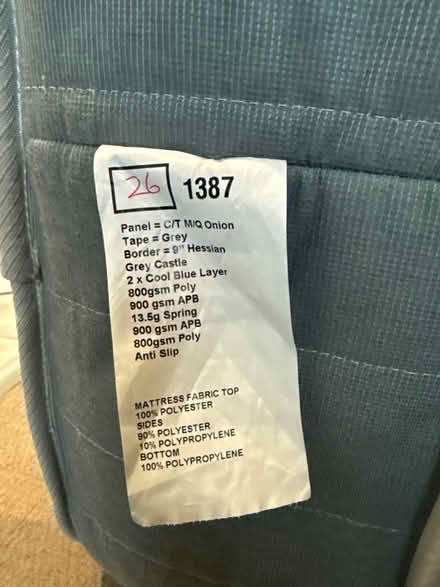 26 1387
Panel = C/T M/Q Onion
Tape = Grey
Border = 9" Hessian
Grey Castle
2 x Cool Blue Layer
800gsm Poly
900 gsm APB
13.5g Spring
900 gsm APB
800gsm Poly
Anti Slip
MATTRESS FABRIC TOP
100% POLYESTER
SIDES
90% POLYESTER
10% POLYPROPYLENE
BOTTOM
100% POLYPROPYLENE